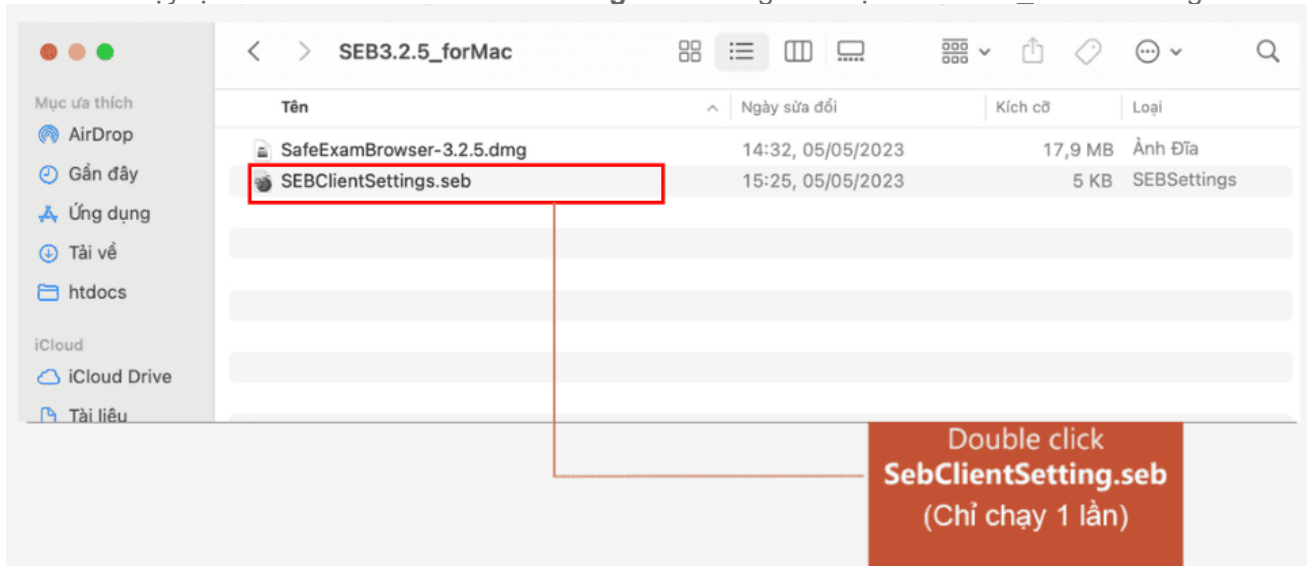 SEB3.2.5_forMac
Mục ưa thích
Tên
Ngày sửa đổi
Kích cỡ
Loại
AirDrop
SafeExamBrowser-3.2.5.dmg
14:32, 05/05/2023
17,9 MB
Ảnh Đĩa
Gần đây
SEBClientSettings.seb
15:25, 05/05/2023
5 KB
SEBSettings
Ứng dụng
Tải về
htdocs
iCloud
iCloud Drive
Tài liệu
Double click
SebClientSetting.seb
(Chỉ chạy 1 lần)